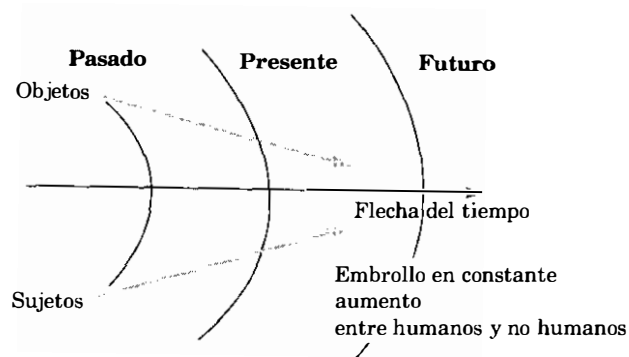 Pasado
Presente
Futuro
Objetos
Flecha del tiempo
Sujetos
Embrollo en constante
aumento
entre humanos y no humanos